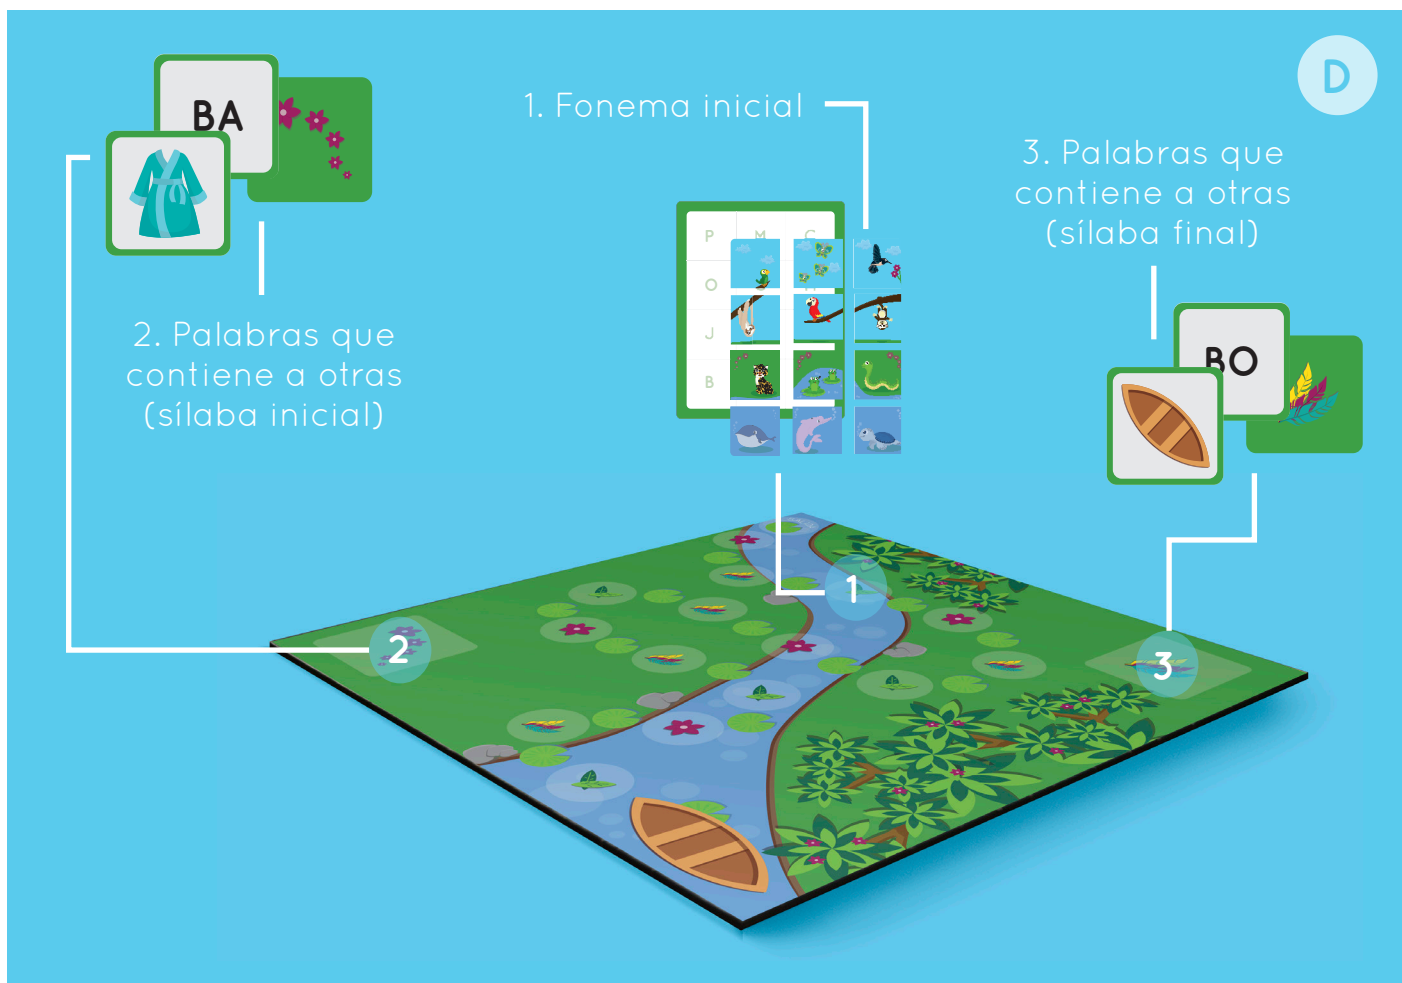 D
BA
1. Fonema inicial
3. Palabras que
contiene a otras
(sílaba final)
P M
O
J
B
2. Palabras que
contiene a otras
(sílaba inicial)
BO
1
2
3